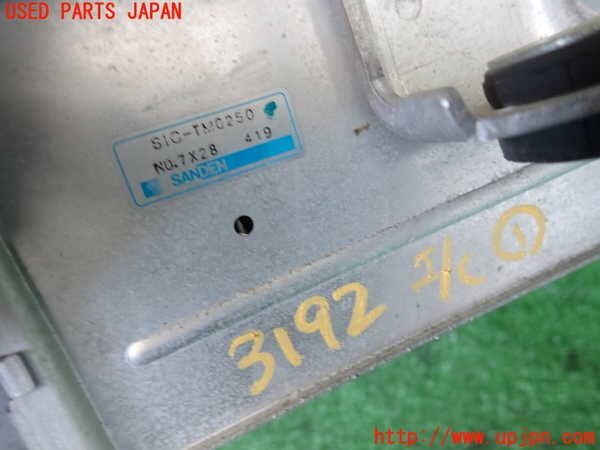 USED PARTS JAPAN
SIC-TM0250
NO.7X28 419
SANDEN
3192 I/C ①
http://www.upjpn.com